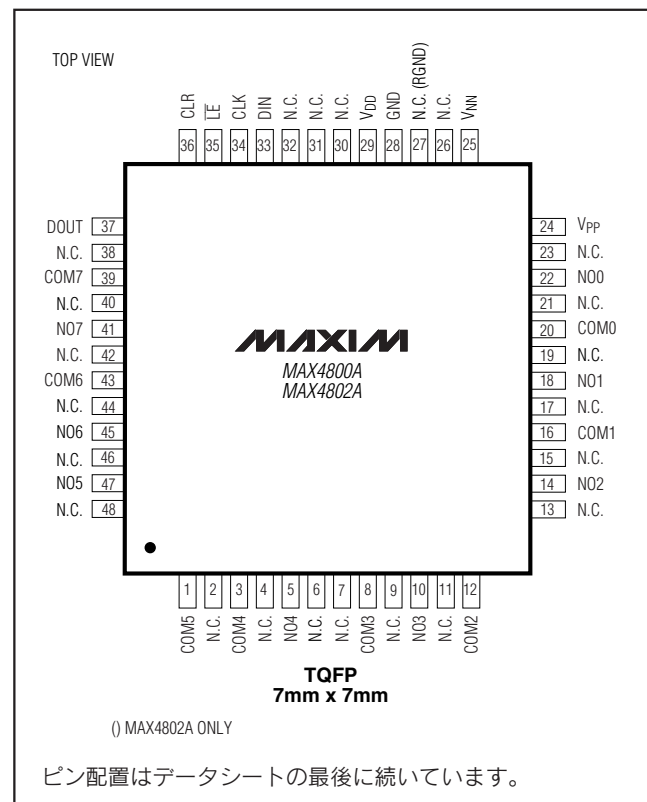 TOP VIEW
CLR
LE
CLK
DIN
N.C.
N.C.
N.C.
VDD
GND
N.C. (RGND)
N.C.
VNN
36 35 34 33 32 31 30 29 28 27 26 25
DOUT 37
N.C. 38
COM7 39
N.C. 40
NO7 41
N.C. 42
COM6 43
N.C. 44
NO6 45
N.C. 46
NO5 47
N.C. 48
MAXIM
MAX4800A
MAX4802A
24 VPP
23 N.C.
22 NO0
21 N.C.
20 COM0
19 N.C.
18 NO1
17 N.C.
16 COM1
15 N.C.
14 NO2
13 N.C.
1 2 3 4 5 6 7 8 9 10 11 12
COM5
N.C.
COM4
N.C.
NO4
N.C.
N.C.
COM3
N.C.
NO3
N.C.
COM2
TQFP
7mm x 7mm
() MAX4802A ONLY
ピン配置はデータシートの最後に続いています。